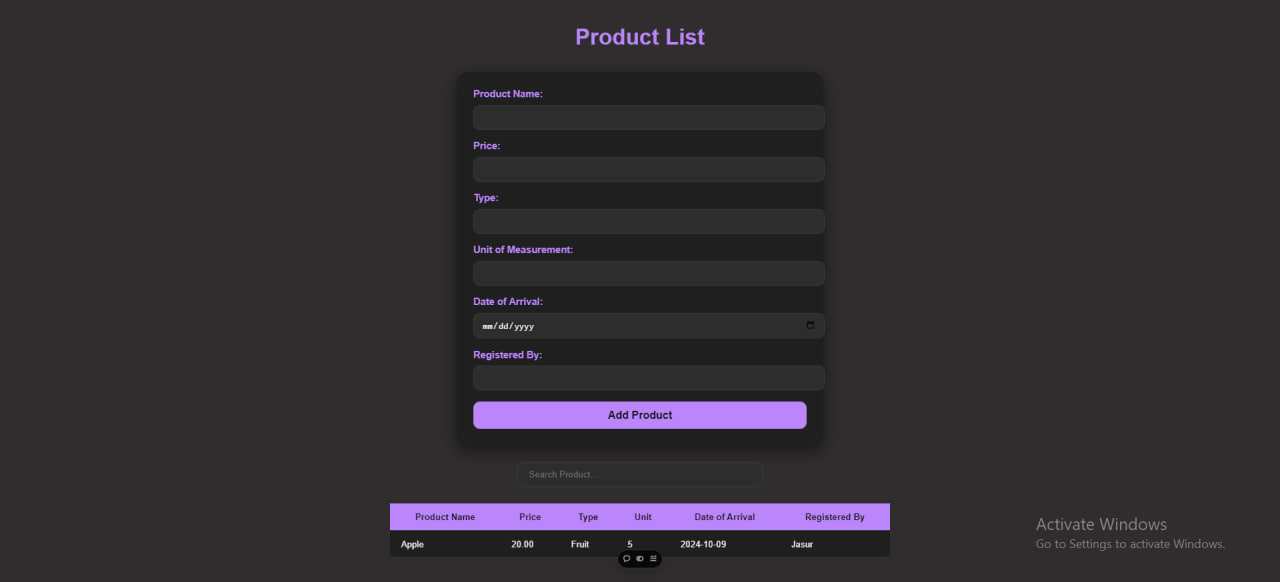 Product List
Product Name:
Price:
Type:
Unit of Measurement:
Date of Arrival:
mm/dd/yyyy
Registered By:
Add Product
Search Product...
Product Name Price Type Unit Date of Arrival Registered By
Apple 20.00 Fruit 5 2024-10-09 Jasur
Activate Windows
Go to Settings to activate Windows.